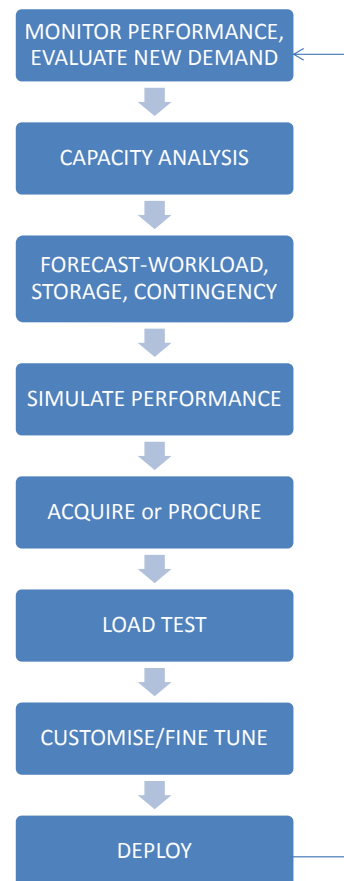 MONITOR PERFORMANCE,
EVALUATE NEW DEMAND
CAPACITY ANALYSIS
FORECAST-WORKLOAD,
STORAGE, CONTINGENCY
SIMULATE PERFORMANCE
ACQUIRE or PROCURE
LOAD TEST
CUSTOMISE/FINE TUNE
DEPLOY